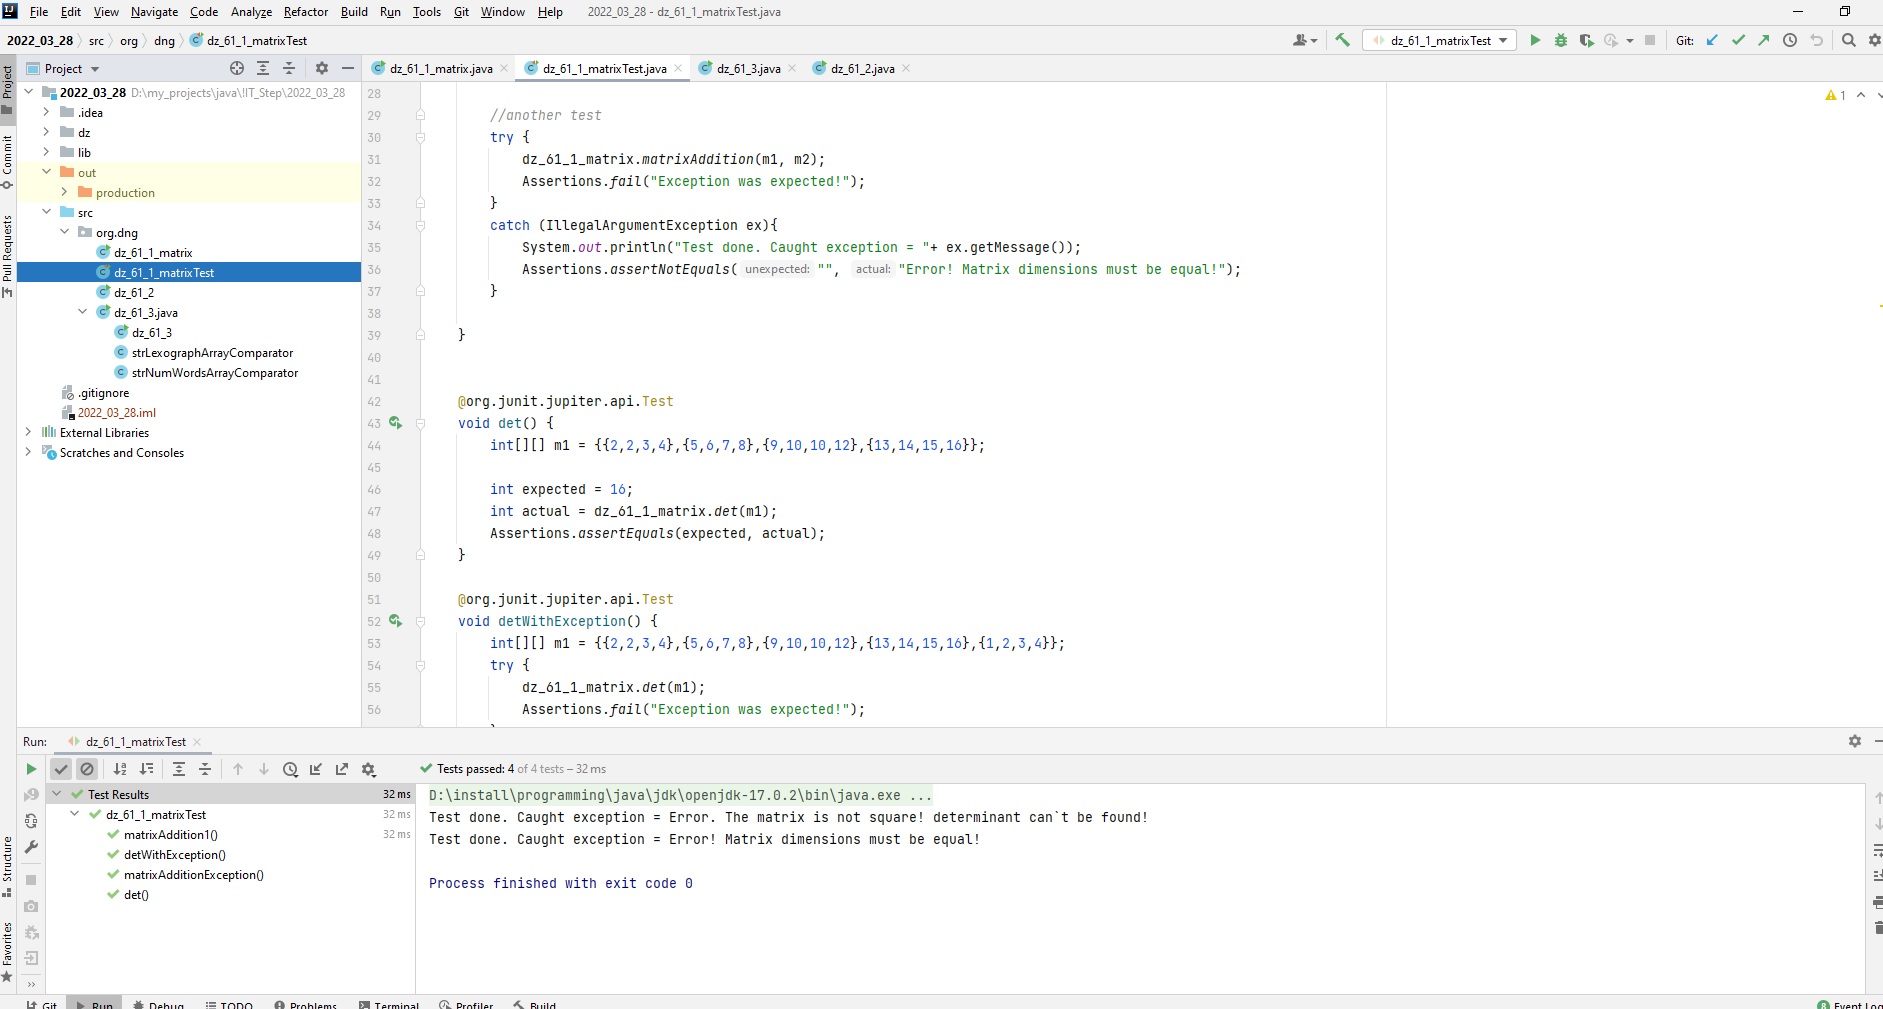 File Edit View Navigate Code Analyze Refactor Build Run Tools Git Window Help 2022_03_28 - dz_61_1_matrixTest.java
2022_03_28 src org dng dz_61_1_matrixTest dz_61_1_matrixTest Git:
Project
Project
Commit
Pull Requests
Structure
Favorites
2022_03_28 D:\my_projects\java\!IT_Step\2022_03_28
.idea
dz
lib
out
production
src
org.dng
dz_61_1_matrix
dz_61_1_matrixTest
dz_61_2
dz_61_3.java
dz_61_3
strLexographArrayComparator
strNumWordsArrayComparator
.gitignore
2022_03_28.iml
External Libraries
Scratches and Consoles
dz_61_1_matrix.java dz_61_1_matrixTest.java dz_61_3.java dz_61_2.java
1
28
29 //another test
30 try {
31 dz_61_1_matrix.matrixAddition(m1, m2);
32 Assertions.fail("Exception was expected!");
33 }
34 catch (IllegalArgumentException ex){
35 System.out.println("Test done. Caught exception = "+ ex.getMessage());
36 Assertions.assertNotEquals( unexpected: "", actual: "Error! Matrix dimensions must be equal!");
37 }
38
39 }
40
41
42 @org.junit.jupiter.api.Test
43 void det() {
44 int[][] m1 = {{2,2,3,4},{5,6,7,8},{9,10,10,12},{13,14,15,16}};
45
46 int expected = 16;
47 int actual = dz_61_1_matrix.det(m1);
48 Assertions.assertEquals(expected, actual);
49 }
50
51 @org.junit.jupiter.api.Test
52 void detWithException() {
53 int[][] m1 = {{2,2,3,4},{5,6,7,8},{9,10,10,12},{13,14,15,16},{1,2,3,4}};
54 try {
55 dz_61_1_matrix.det(m1);
56 Assertions.fail("Exception was expected!");
Run: dz_61_1_matrixTest
Tests passed: 4 of 4 tests – 32 ms
Test Results 32 ms
dz_61_1_matrixTest 32 ms
matrixAddition1() 32 ms
detWithException()
matrixAdditionException()
det()
D:\install\programming\java\jdk\openjdk-17.0.2\bin\java.exe ...
Test done. Caught exception = Error. The matrix is not square! determinant can`t be found!
Test done. Caught exception = Error! Matrix dimensions must be equal!
Process finished with exit code 0
Git Run Debug TODO Problems Terminal Profiler Build 8 Event Log